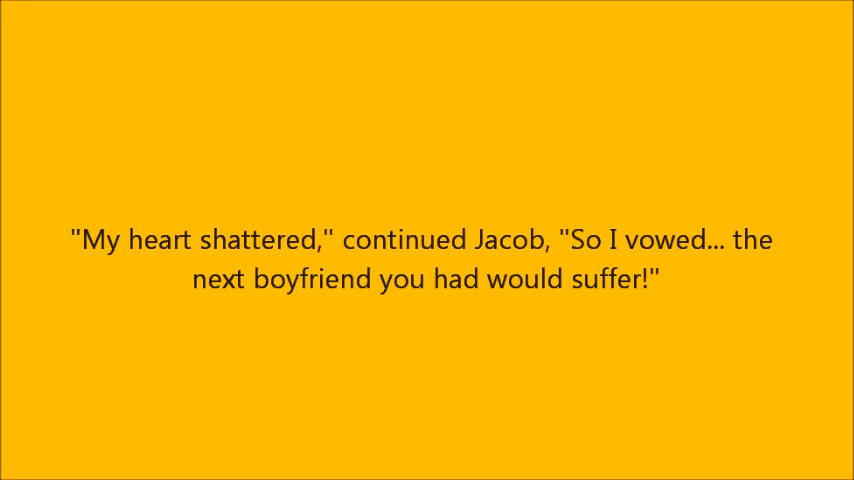 "My heart shattered," continued Jacob, "So I vowed... the
next boyfriend you had would suffer!"